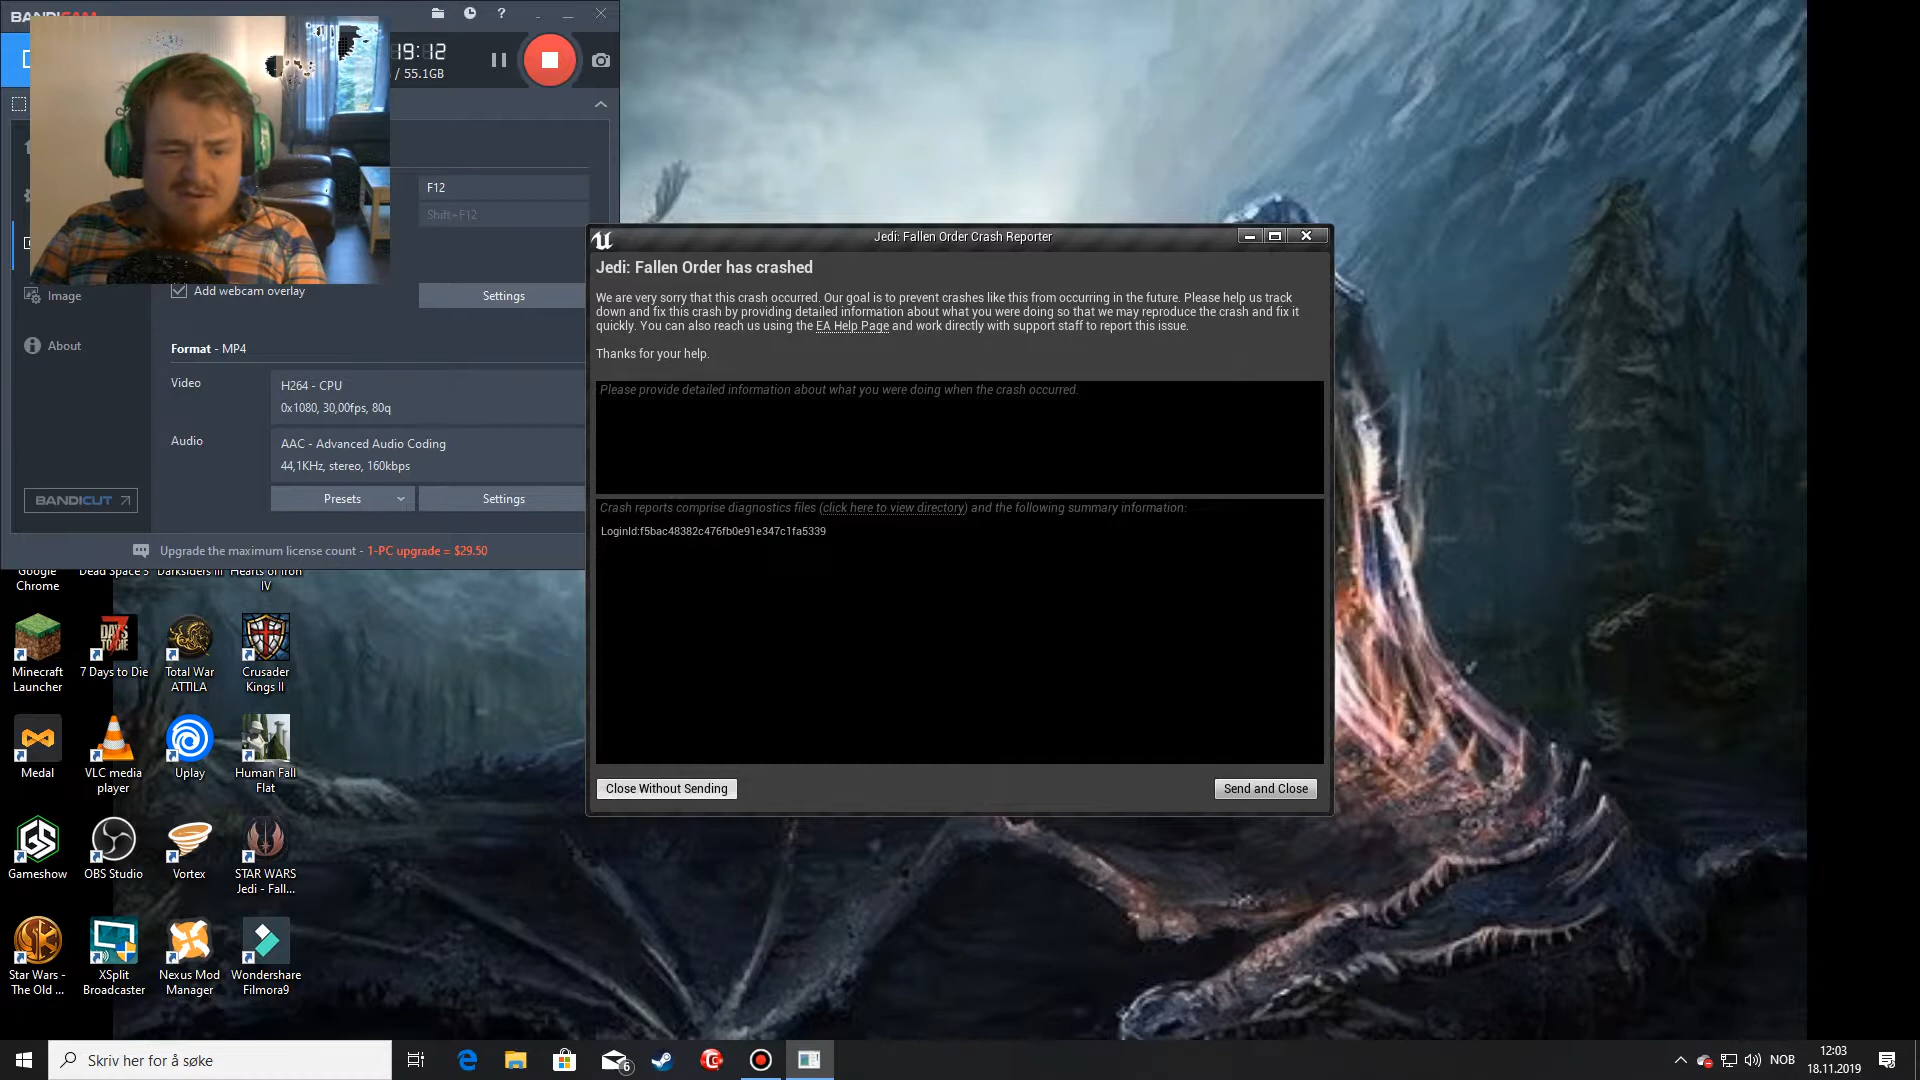 BANDICAM
?
19:12
/ 55.1GB
F12
Shift+F12
Add webcam overlay
Settings
Image
About
Format - MP4
Video
H264 - CPU
0x1080, 30,00fps, 80q
Audio
AAC - Advanced Audio Coding
44,1KHz, stereo, 160kbps
Presets
Settings
BANDICUT
Upgrade the maximum license count - 1-PC upgrade = $29.50
Jedi: Fallen Order Crash Reporter
Jedi: Fallen Order has crashed
We are very sorry that this crash occurred. Our goal is to prevent crashes like this from occurring in the future. Please help us track
down and fix this crash by providing detailed information about what you were doing so that we may reproduce the crash and fix it
quickly. You can also reach us using the EA Help Page and work directly with support staff to report this issue.
Thanks for your help.
Please provide detailed information about what you were doing when the crash occurred.
Crash reports comprise diagnostics files (click here to view directory) and the following summary information:
LoginId:f5bac48382c476fb0e91e347c1fa5339
Close Without Sending
Send and Close
Google
Chrome
Dead Space 3
Darksiders III
Hearts of Iron
IV
Minecraft
Launcher
DAYS
TO DIE
7 Days to Die
Total War
ATTILA
Crusader
Kings II
Medal
VLC media
player
Uplay
Human Fall
Flat
GS
Gameshow
OBS Studio
Vortex
STAR WARS
Jedi - Fall...
Star Wars -
The Old ...
XSplit
Broadcaster
Nexus Mod
Manager
Wondershare
Filmora9
Skriv her for å søke
6
NOB
12:03
18.11.2019